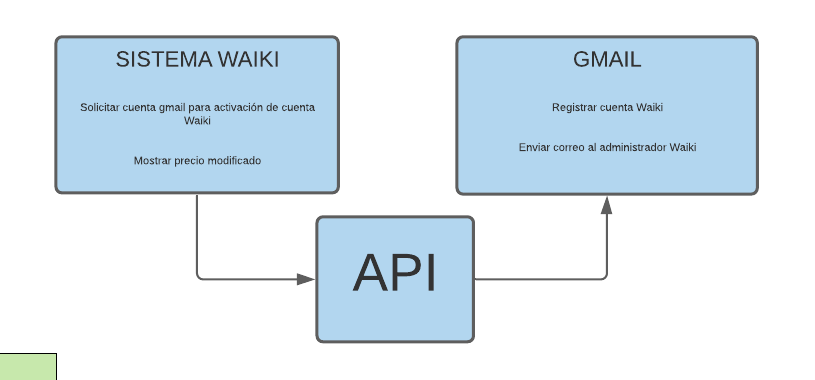 SISTEMA WAIKI
Solicitar cuenta gmail para activación de cuenta
Waiki
Mostrar precio modificado
GMAIL
Registrar cuenta Waiki
Enviar correo al administrador Waiki
API